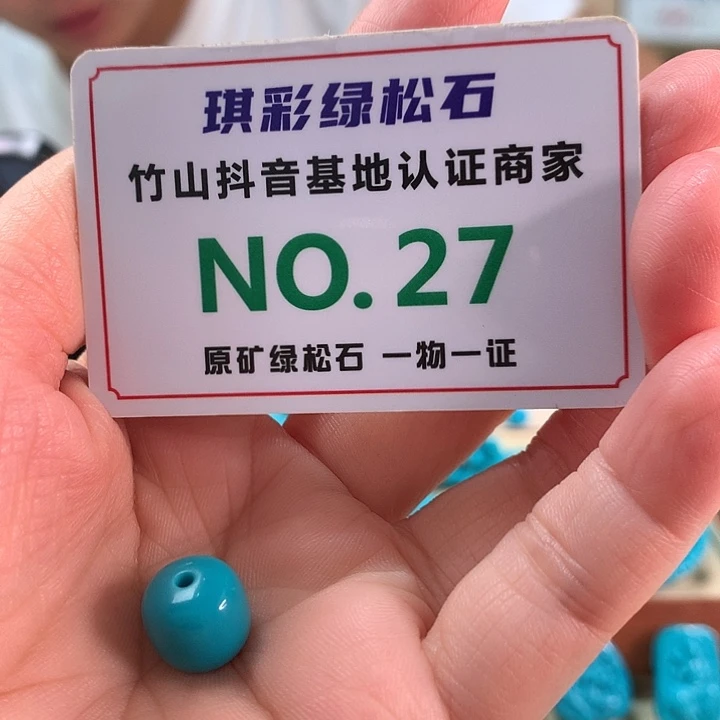 琪彩绿松石
竹山抖音基地认证商家
NO. 27
原矿绿松石 一物一证